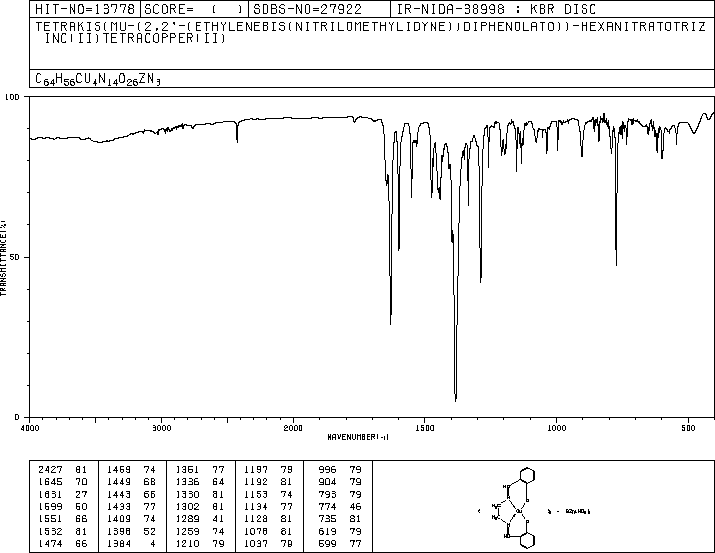 HIT-NO=13778 SCORE= ( ) SDBS-NO=27922 IR-NIDA-38998 : KBR DISC
TETRAKIS(MU-(2,2'-(ETHYLENEBIS(NITRILOMETHYLIDYNE))DIPHENOLATO))-HEXANITRATOTRIZ
INC(II)TETRACOPPER(II)
C64H56CU4N14O26ZN3
100
50
0
TRANSMITTANCE(%)
4000 3000 2000 1500 1000 500
WAVENUMBER(-1)
2427 81 1469 74 1361 77 1197 79 996 79
1645 70 1449 68 1336 64 1192 81 904 79
1631 27 1443 66 1330 81 1153 74 793 79
1599 50 1433 77 1302 81 1134 77 774 46
1551 66 1409 74 1289 41 1128 81 735 81
1532 81 1398 52 1259 74 1078 81 619 79
1474 66 1384 4 1210 79 1037 79 599 77